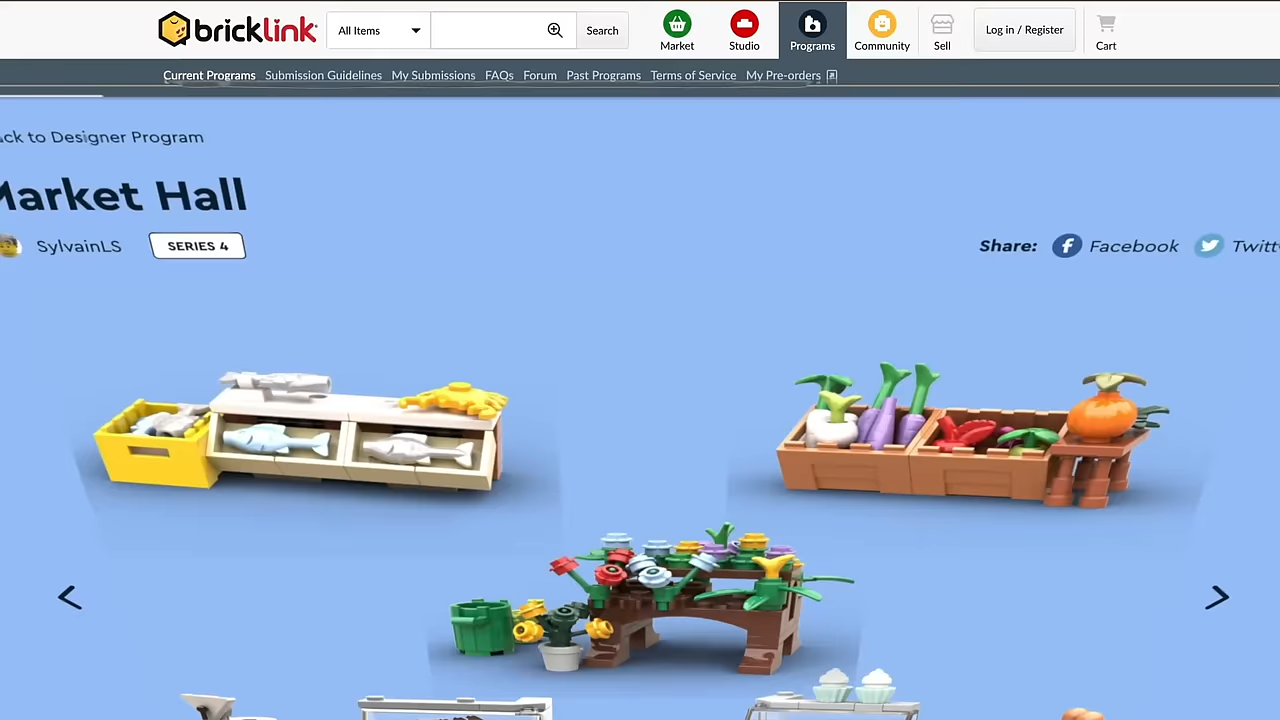 bricklink
All Items
Search
Market
Studio
Programs
Community
Sell
Log in / Register
Cart
Current Programs Submission Guidelines My Submissions FAQs Forum Past Programs Terms of Service My Pre-orders
ack to Designer Program
Market Hall
SylvainLS SERIES 4
Share: Facebook Twitt